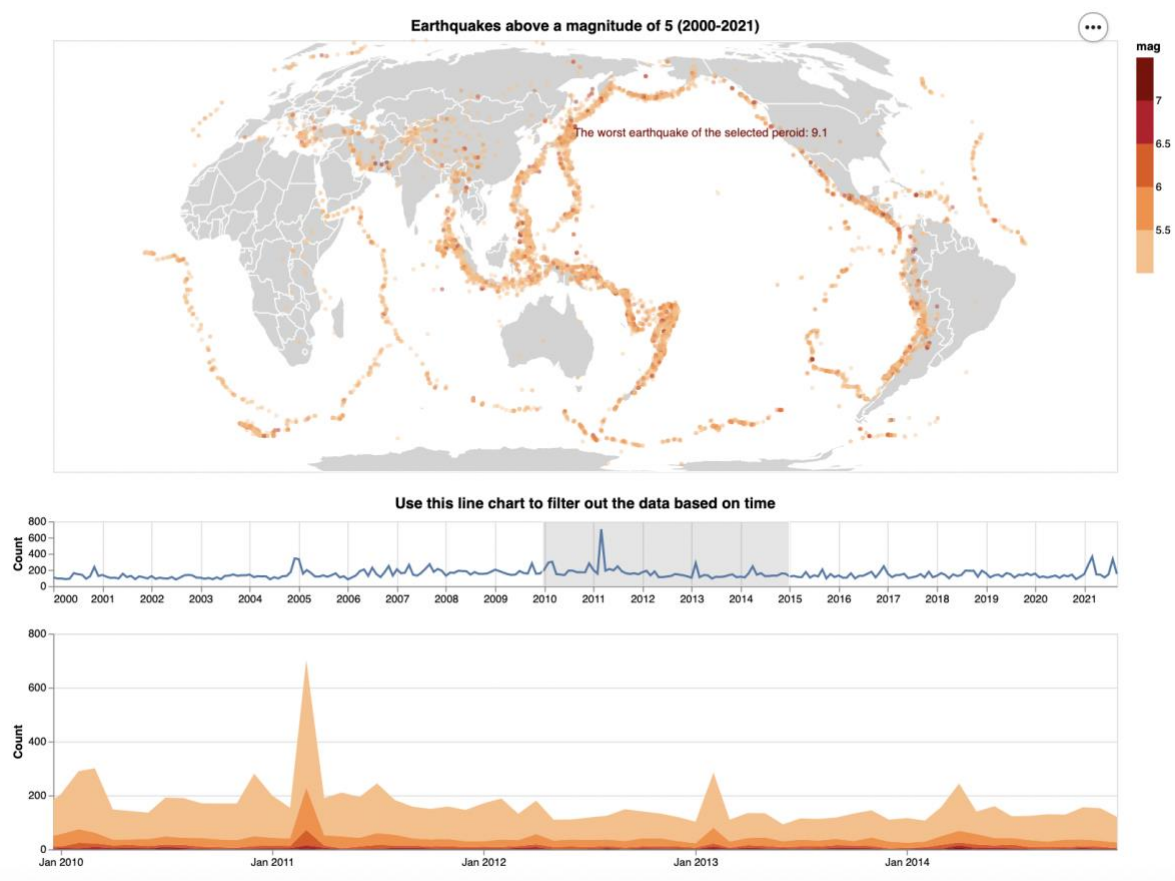 Earthquakes above a magnitude of 5 (2000-2021)
•••
mag
7
6.5
6
5.5
The worst earthquake of the selected peroid: 9.1
Use this line chart to filter out the data based on time
Count
800
600
400
200
0
2000 2001 2002 2003 2004 2005 2006 2007 2008 2009 2010 2011 2012 2013 2014 2015 2016 2017 2018 2019 2020 2021
Count
800
600
400
200
0
Jan 2010 Jan 2011 Jan 2012 Jan 2013 Jan 2014